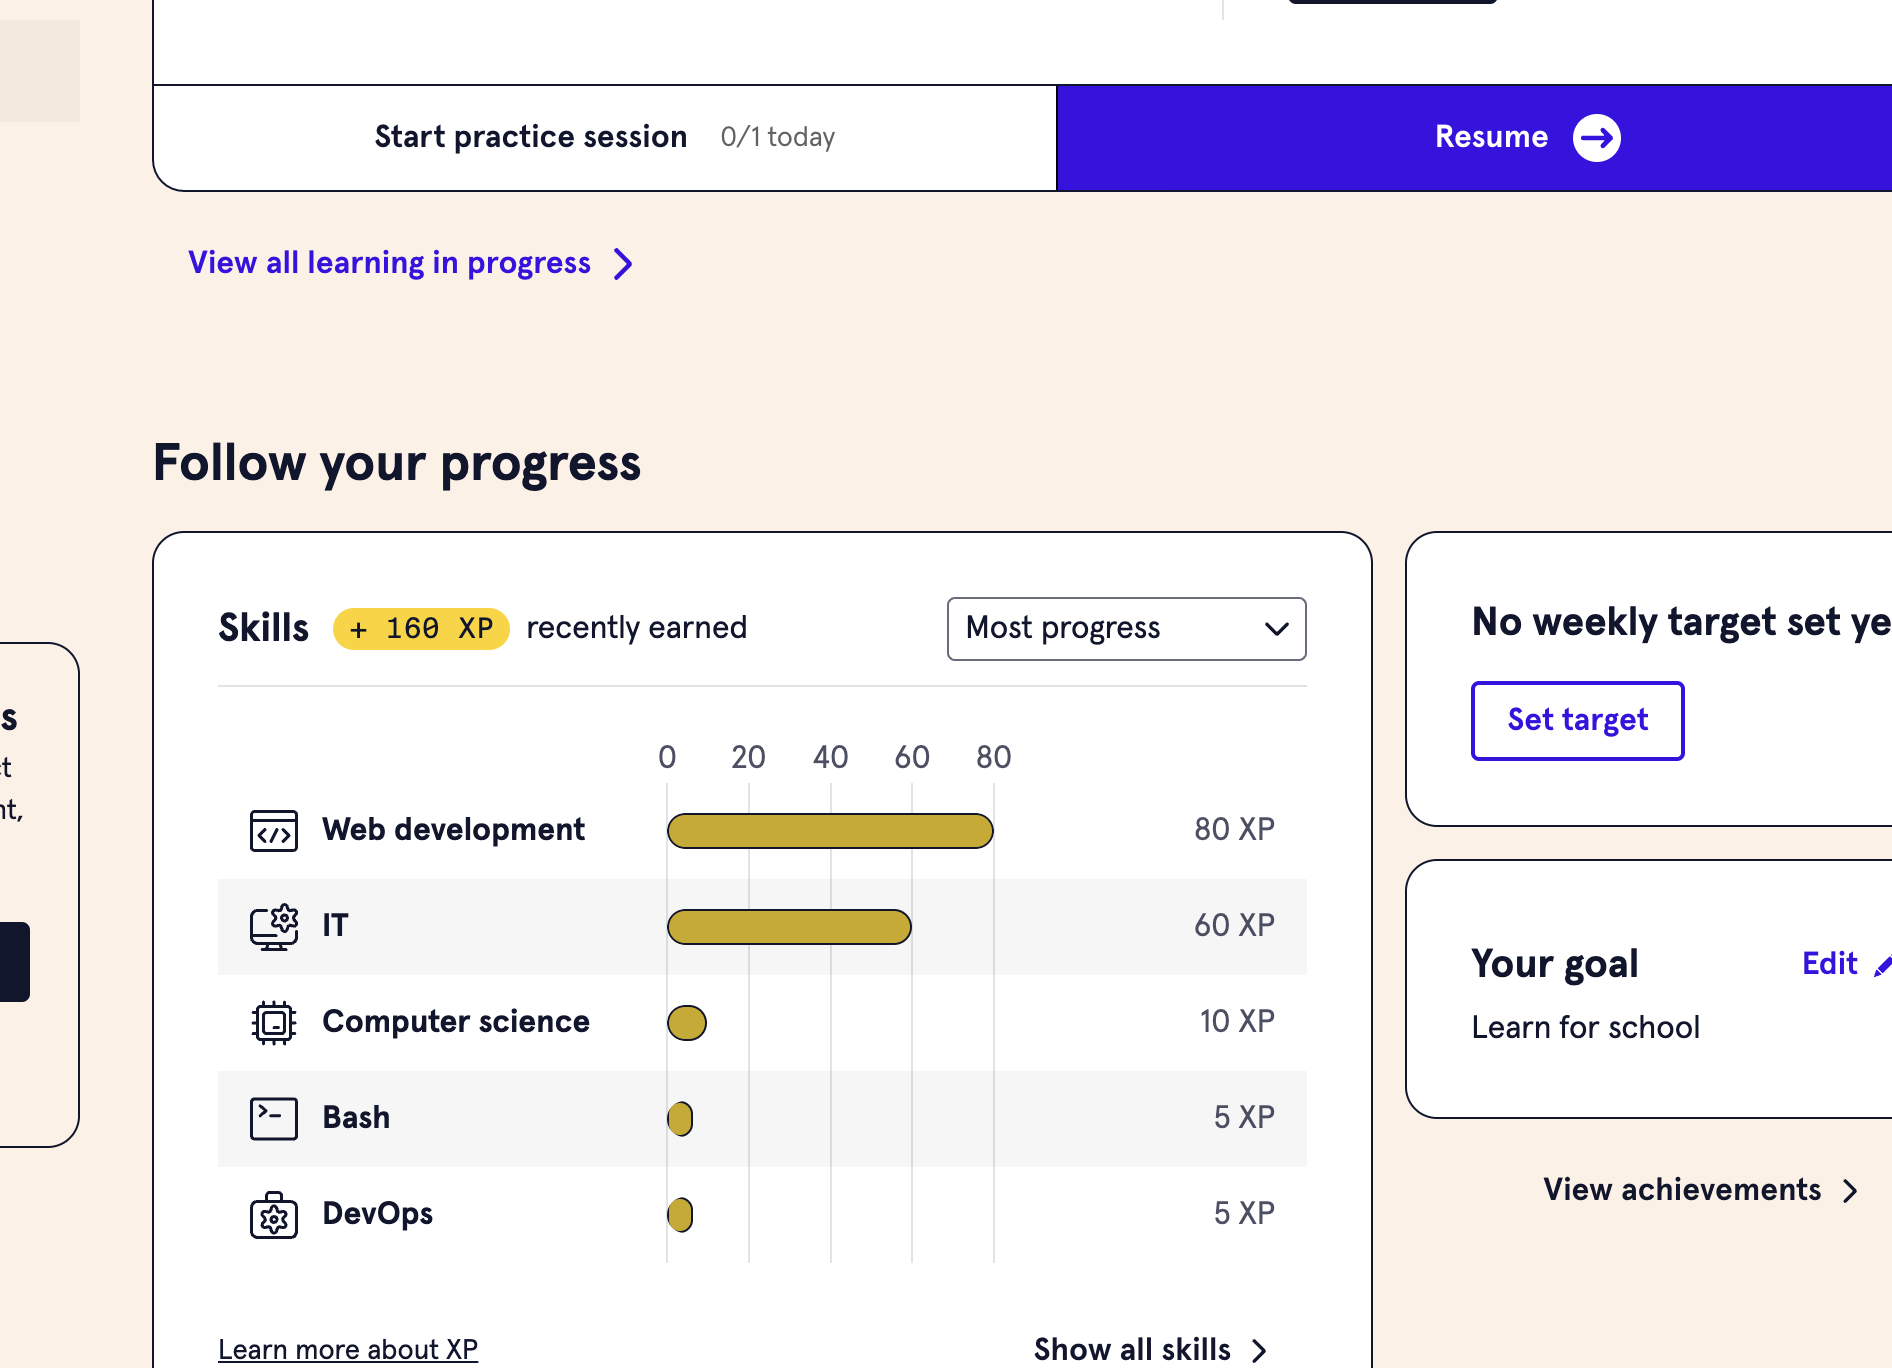 Start practice session 0/1 today
Resume
View all learning in progress
Follow your progress
s
t
nt,
Skills + 160 XP recently earned
Most progress
0 20 40 60 80
Web development 80 XP
IT 60 XP
Computer science 10 XP
Bash 5 XP
DevOps 5 XP
Learn more about XP
Show all skills
No weekly target set ye
Set target
Your goal
Edit
Learn for school
View achievements